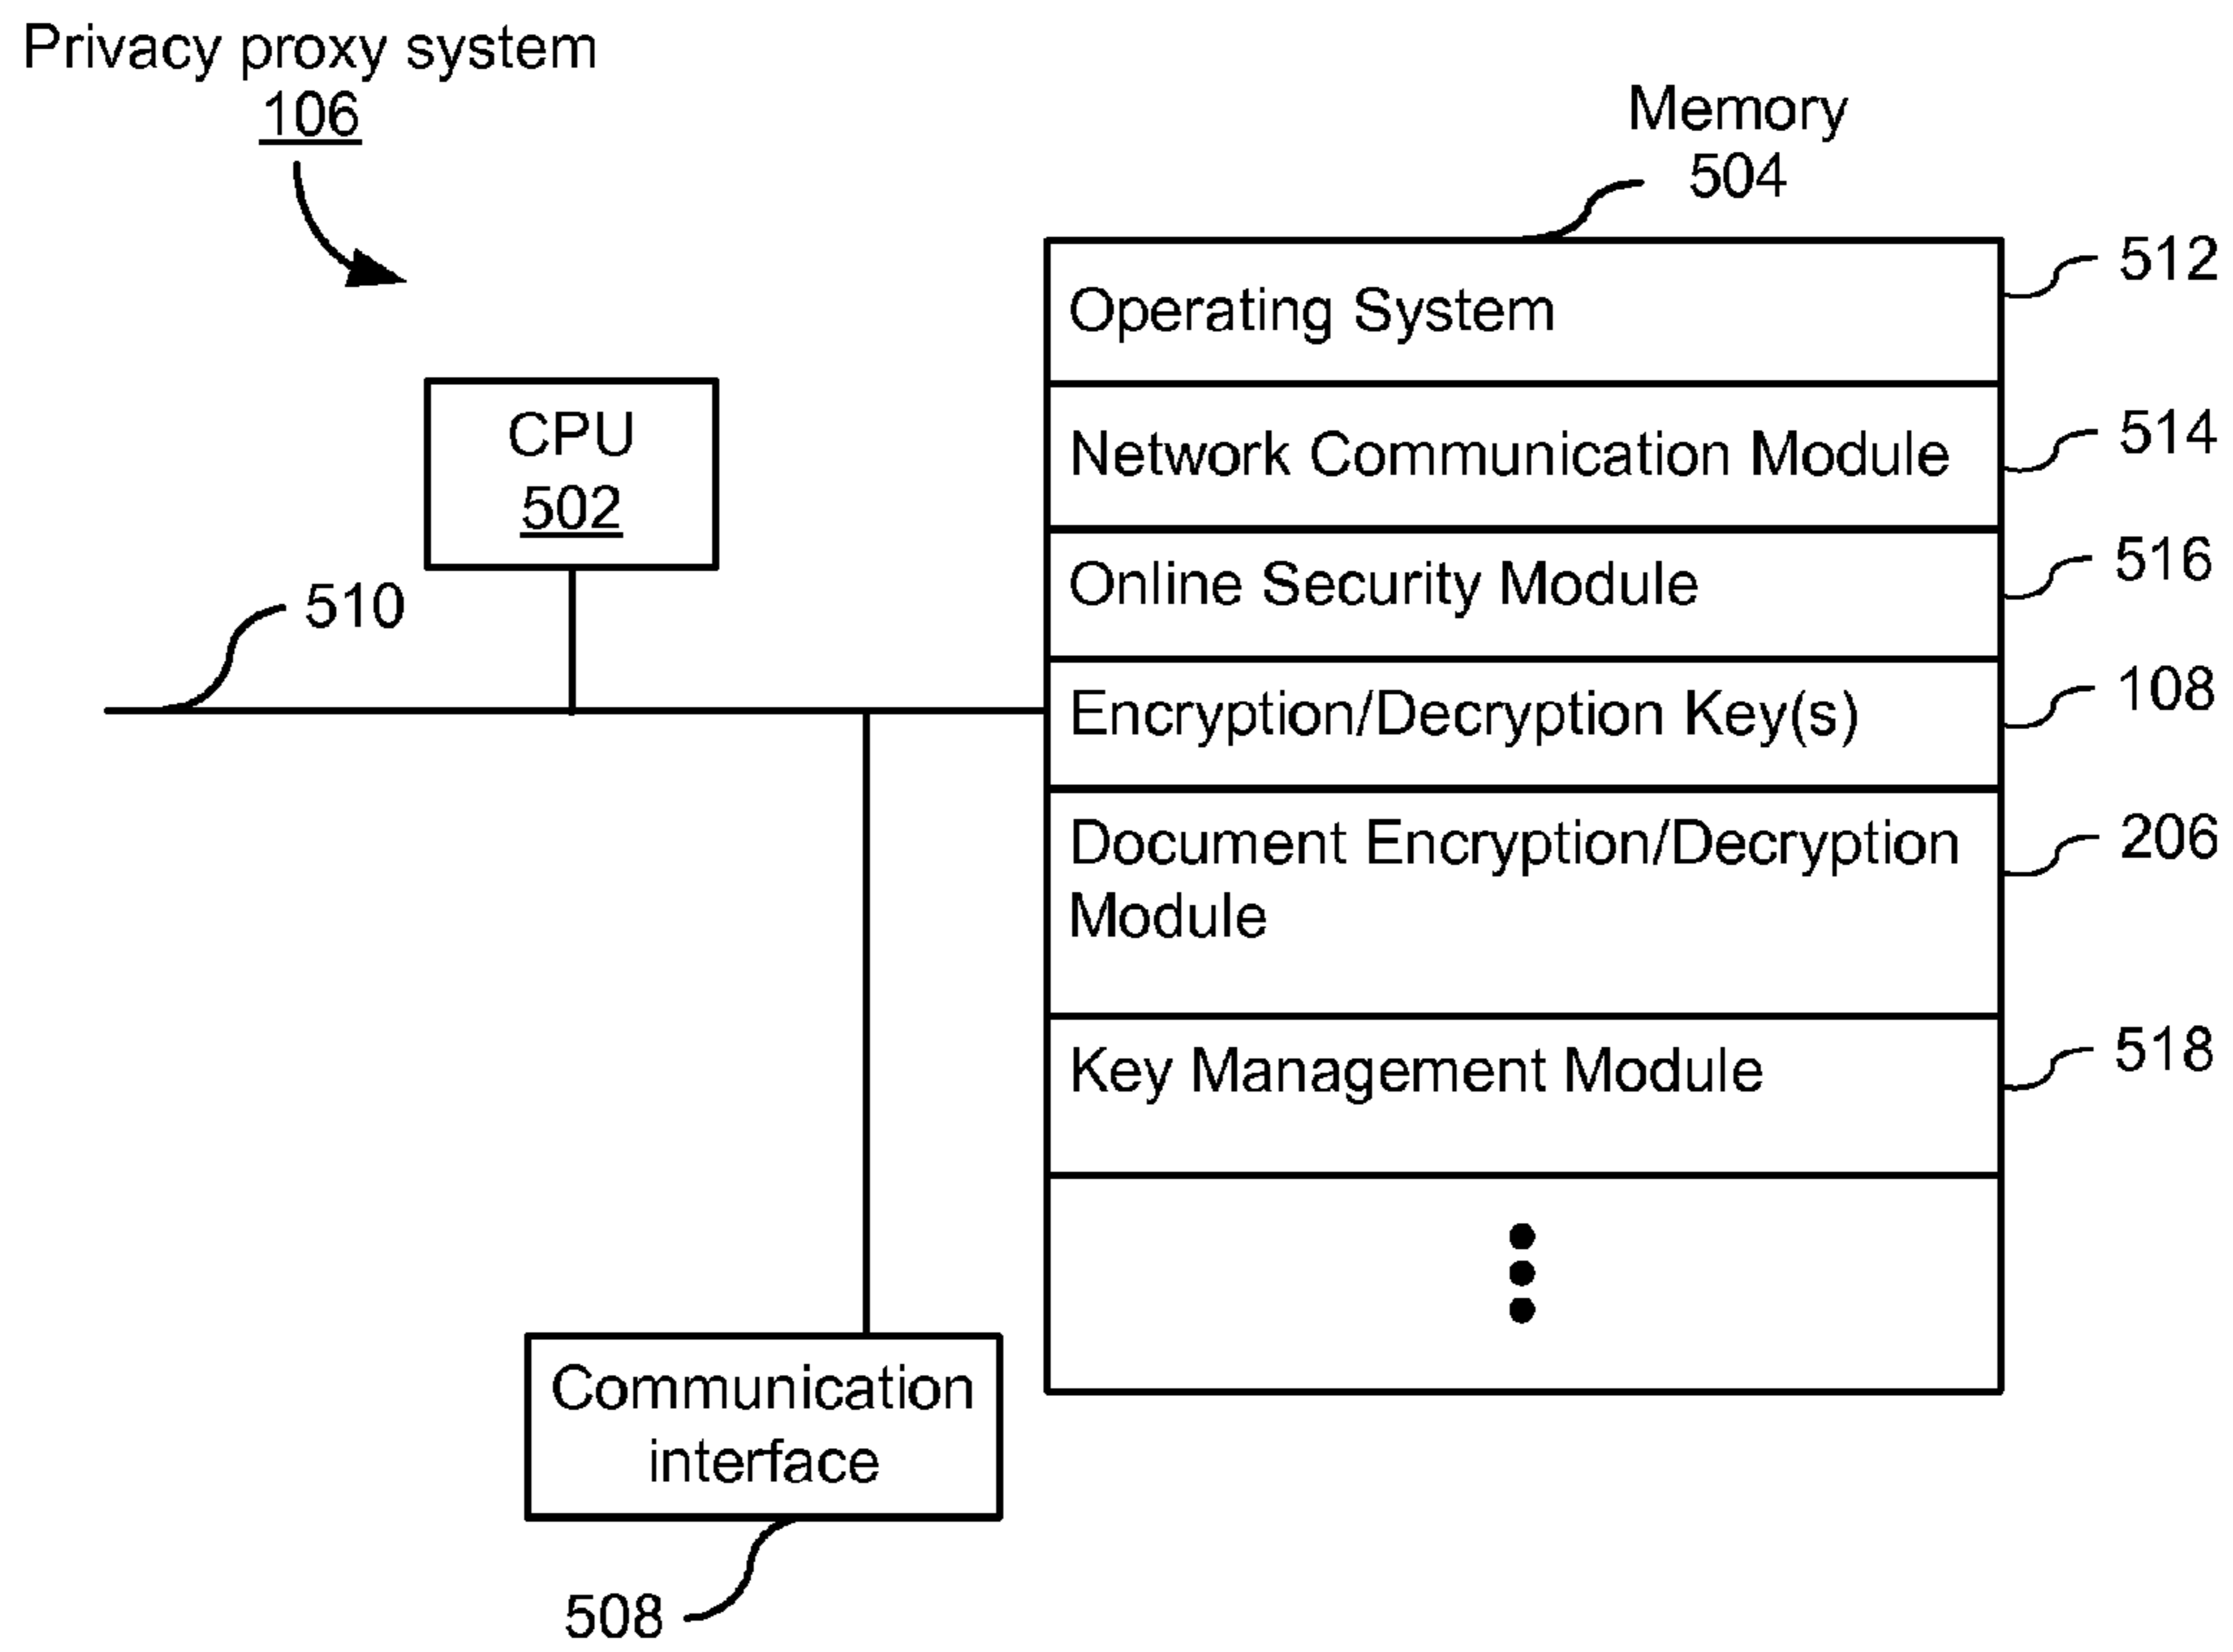 Privacy proxy system
106
Memory
504
512
Operating System
CPU
502
514
Network Communication Module
516
Online Security Module
510
108
Encryption/Decryption Key(s)
206
Document Encryption/Decryption
Module
518
Key Management Module
Communication
interface
508